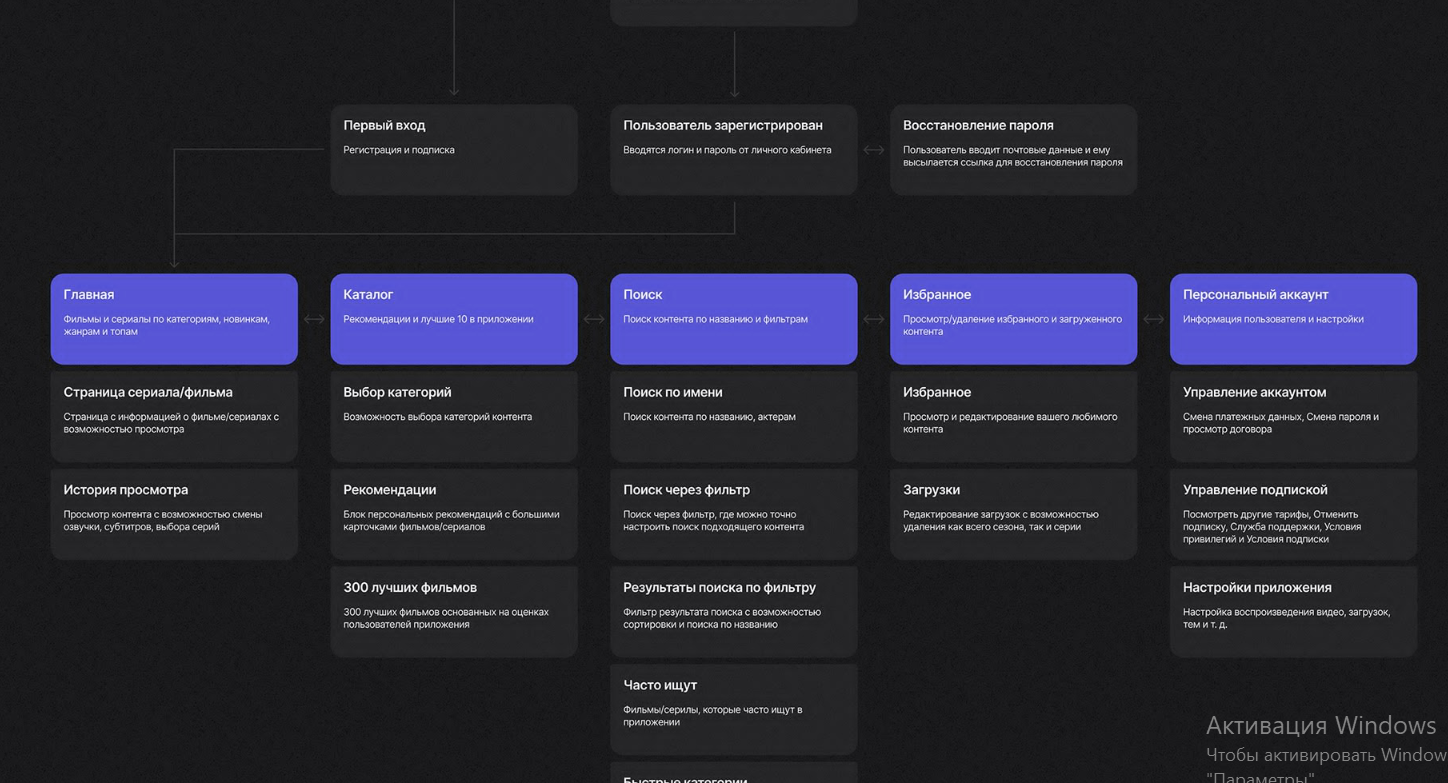 Первый вход
Регистрация и подписка
Пользователь зарегистрирован
Вводятся логин и пароль от личного кабинета
Восстановление пароля
Пользователь вводит почтовые данные и ему
высылается ссылка для восстановления пароля
Главная
Фильмы и сериалы по категориям, новинкам,
жанрам и топам
Каталог
Рекомендации и лучшие 10 в приложении
Поиск
Поиск контента по названию и фильтрам
Избранное
Просмотр/удаление избранного и загруженного
контента
Персональный аккаунт
Информация пользователя и настройки
Страница сериала/фильма
Страница с информацией о фильме/сериалах с
возможностью просмотра
Выбор категорий
Возможность выбора категорий контента
Поиск по имени
Поиск контента по названию, актерам
Избранное
Просмотр и редактирование вашего любимого
контента
Управление аккаунтом
Смена платежных данных, Смена пароля и
просмотр договора
История просмотра
Просмотр контента с возможностью смены
озвучки, субтитров, выбора серий
Рекомендации
Блок персональных рекомендаций с большими
карточками фильмов/сериалов
Поиск через фильтр
Поиск через фильтр, где можно точно
настроить поиск подходящего контента
Загрузки
Редактирование загрузок с возможностью
удаления как всего сезона, так и серии
Управление подпиской
Посмотреть другие тарифы, Отменить
подписку, Служба поддержки, Условия
привилегий и Условия подписки
300 лучших фильмов
300 лучших фильмов основанных на оценках
пользователей приложения
Результаты поиска по фильтру
Фильтр результата поиска с возможностью
сортировки и поиска по названию
Настройки приложения
Настройка воспроизведения видео, загрузок,
тем и т. д.
Часто ищут
Фильмы/серилы, которые часто ищут в
приложении
Быстрые категории
Активация Windows
Чтобы активировать Window
"Параметры"